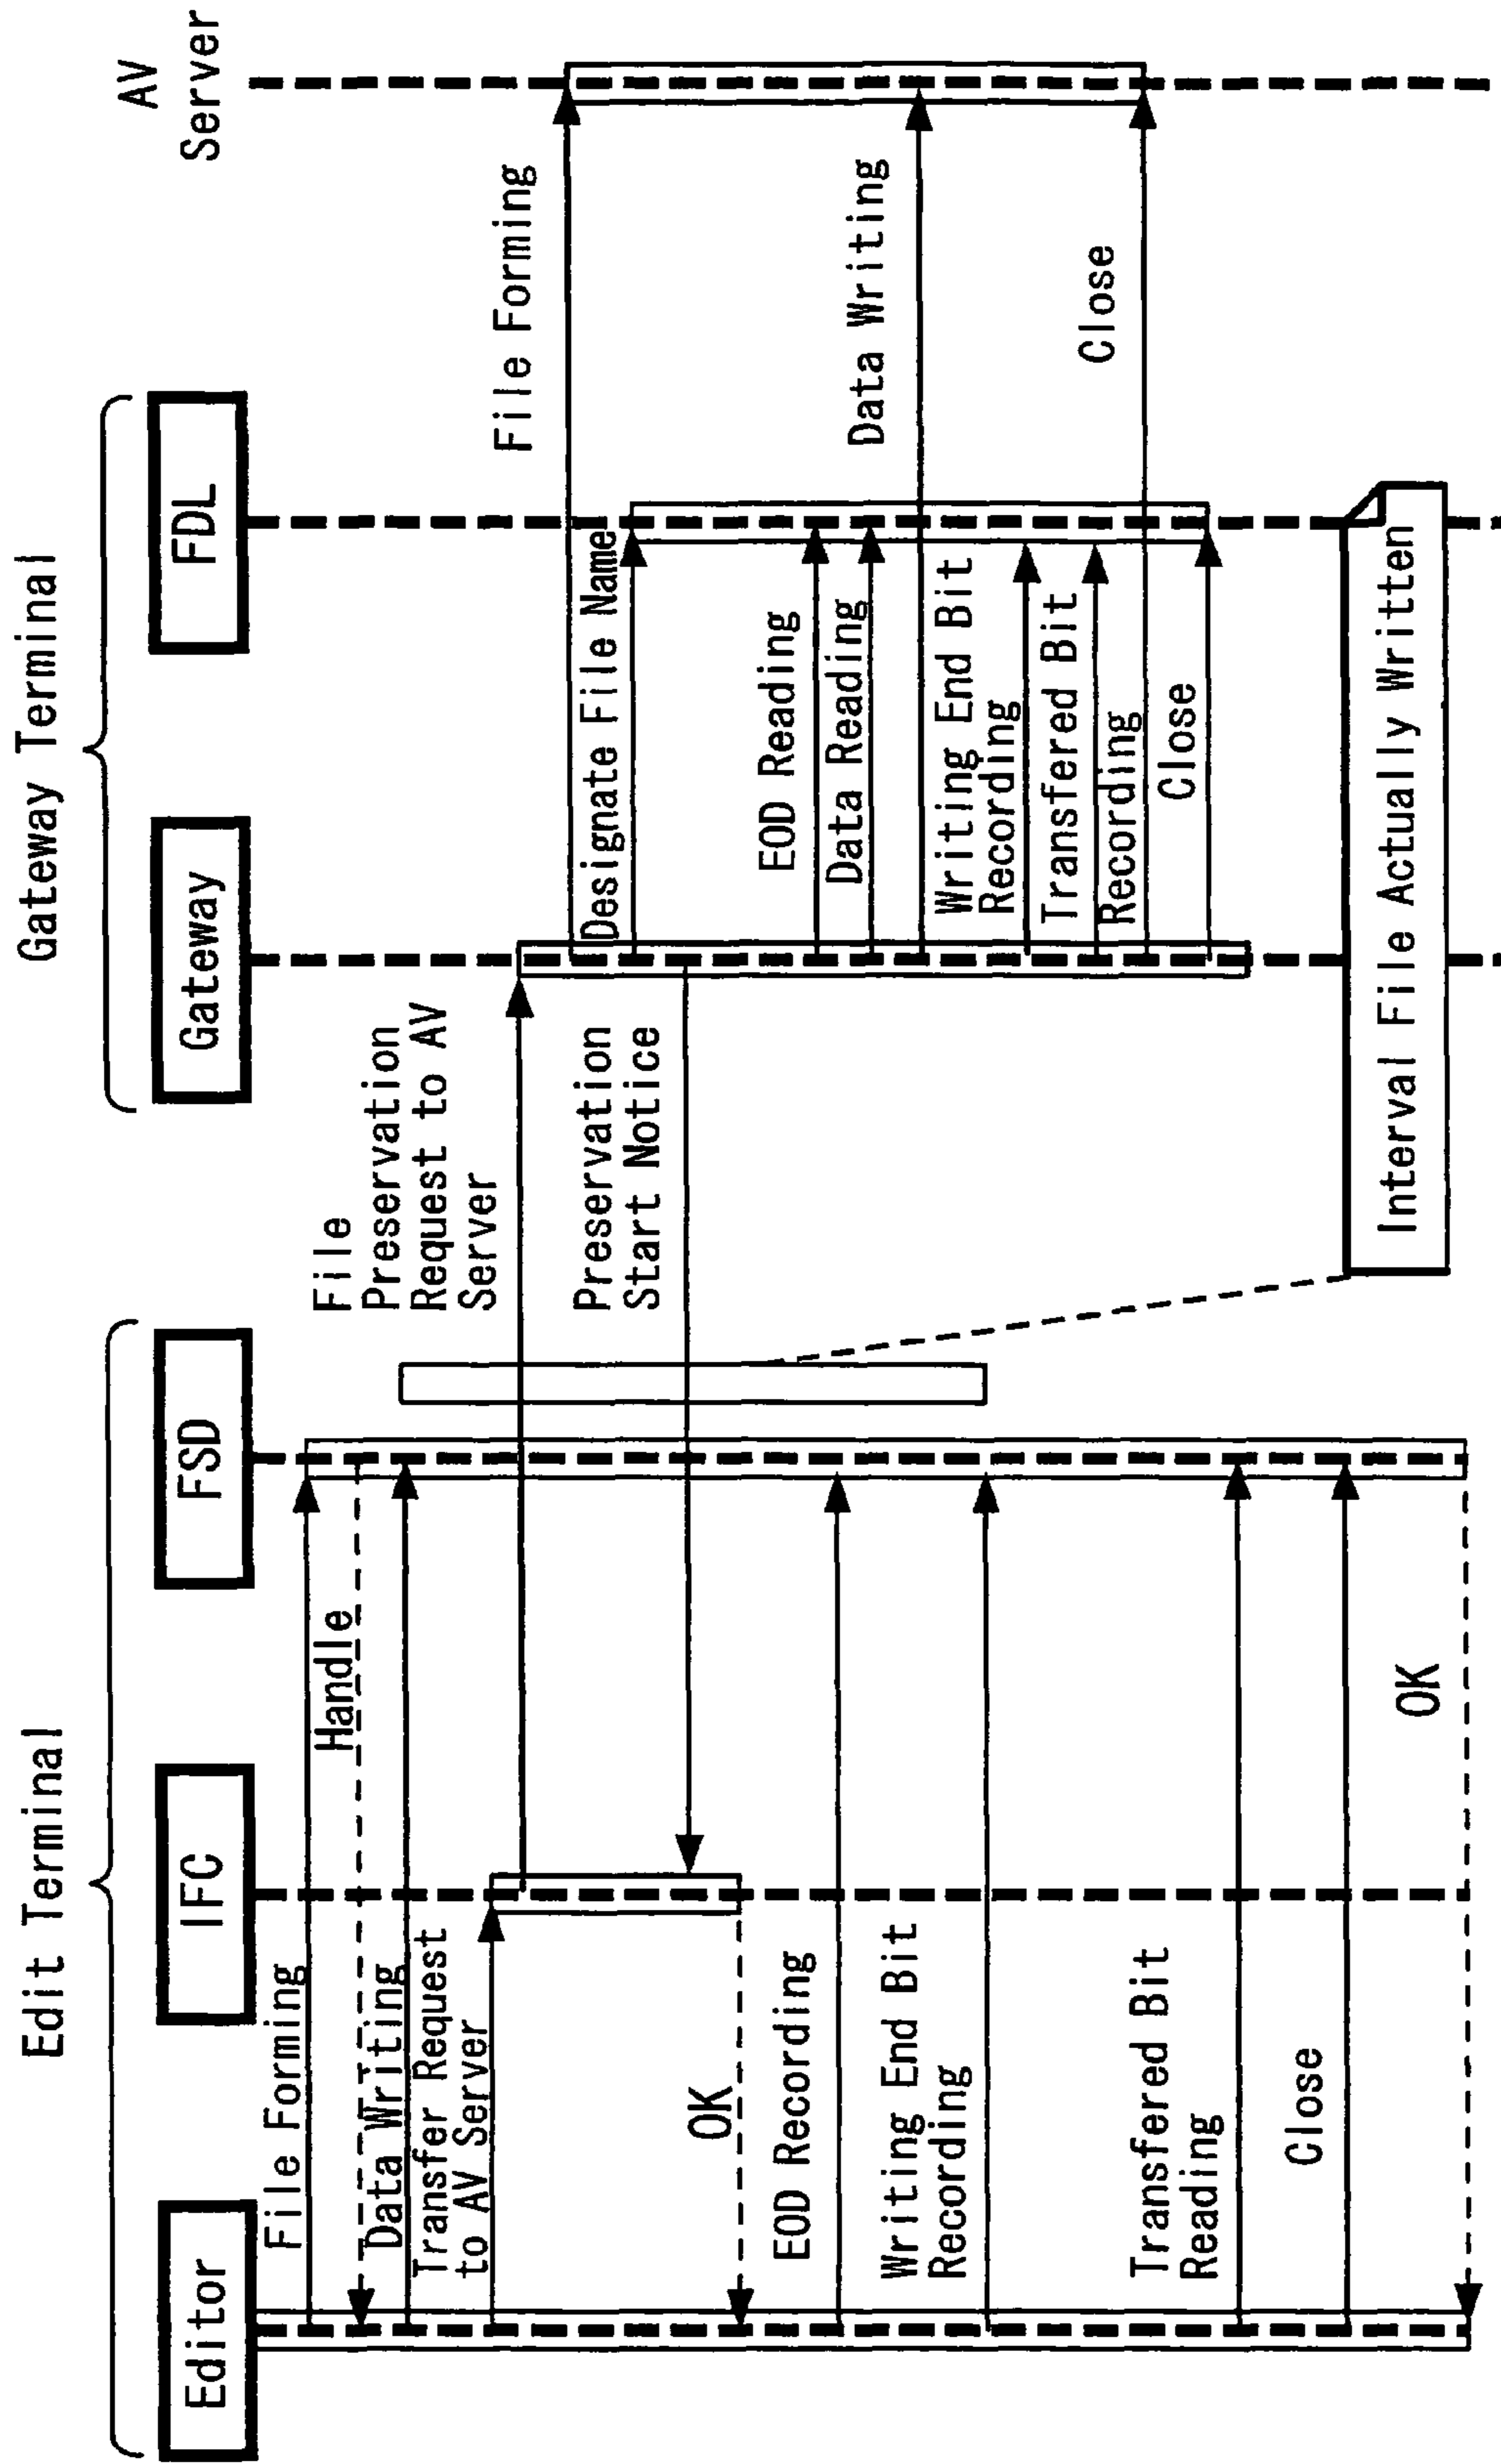 Edit Terminal
Gateway Terminal
Editor
IFC
FSD
Gateway
FDL
AV
Server
File Forming
Handle
Data Writing
Transfer Request
to AV Server
File
Preservation
Request to AV
Server
File Forming
Designate File Name
Preservation
Start Notice
OK
EOD Recording
EOD Reading
Data Reading
Data Writing
Writing End Bit
Recording
Writing End Bit
Recording
Transferred Bit
Recording
Close
Close
Transferred Bit
Reading
Close
OK
Interval File Actually Written